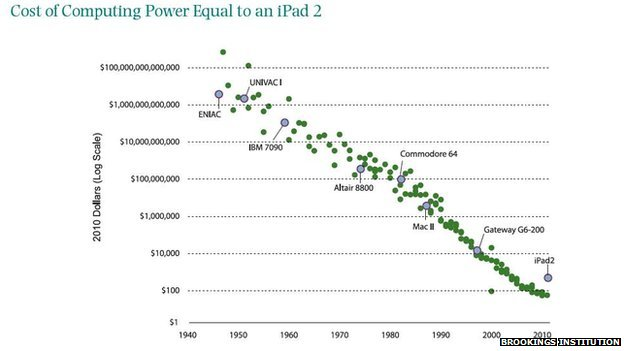 Cost of Computing Power Equal to an iPad 2
$100,000,000,000,000
$1,000,000,000,000
$10,000,000,000
$100,000,000
$1,000,000
$10,000
$100
$1
2010 Dollars (Log Scale)
ENIAC
UNIVAC I
IBM 7090
Altair 8800
Commodore 64
Mac II
Gateway G6-200
iPad2
1940 1950 1960 1970 1980 1990 2000 2010
BROOKINGS INSTITUTION